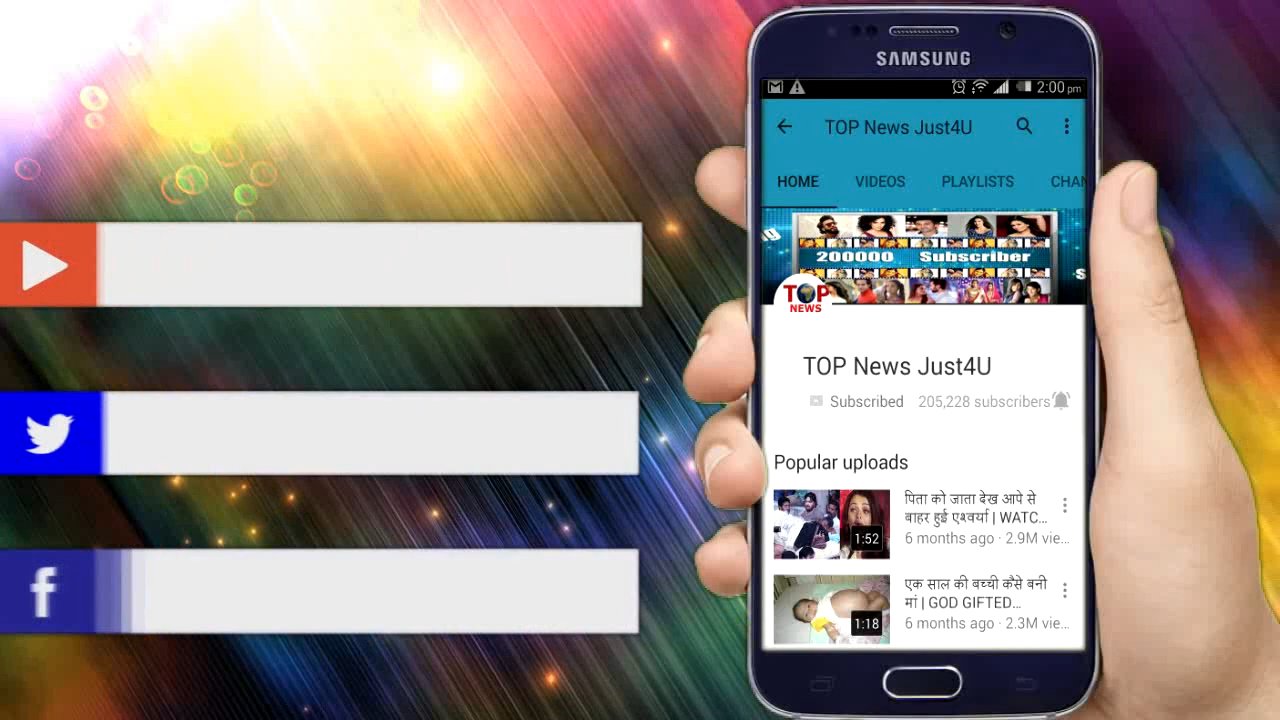 SAMSUNG
2:00 pm
TOP News Just4U
HOME VIDEOS PLAYLISTS CHAN
200000 Subscriber
TOP
NEWS
TOP News Just4U
Subscribed 205,228 subscribers
Popular uploads
पिता को जाता देख आपे से
बाहर हुई एश्वर्या | WATC...
6 months ago · 2.9M vie...
1:52
एक साल की बच्ची कैसे बनी
मां | GOD GIFTED...
6 months ago · 2.3M vie...
1:18